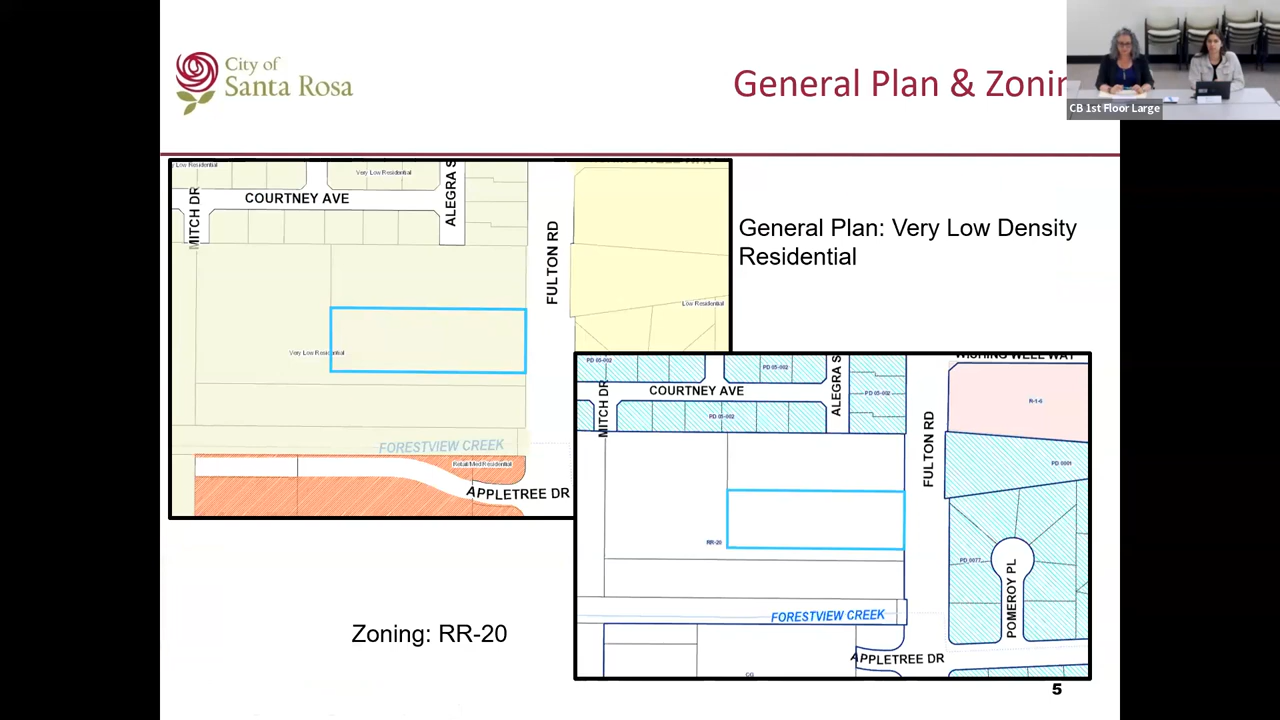 City of
Santa Rosa
General Plan & Zonin
CB 1st Floor Large
y Low Residential
Very Low Residential
MITCH DR
COURTNEY AVE
ALEGRA S
FULTON RD
Low Residential
Very Low Residential
FORESTVIEW CREEK
Retail/Med Residential
APPLETREE DR
General Plan: Very Low Density
Residential
PD 05-002
PD 05-002
WISHING WELL WAY
MITCH DR
COURTNEY AVE
ALEGRA S
PD 05-002
PD 05-002
FULTON RD
R-1-6
PD 0001
RR-20
PD 0077
POMEROY PL
FORESTVIEW CREEK
APPLETREE DR
CG
Zoning: RR-20
5